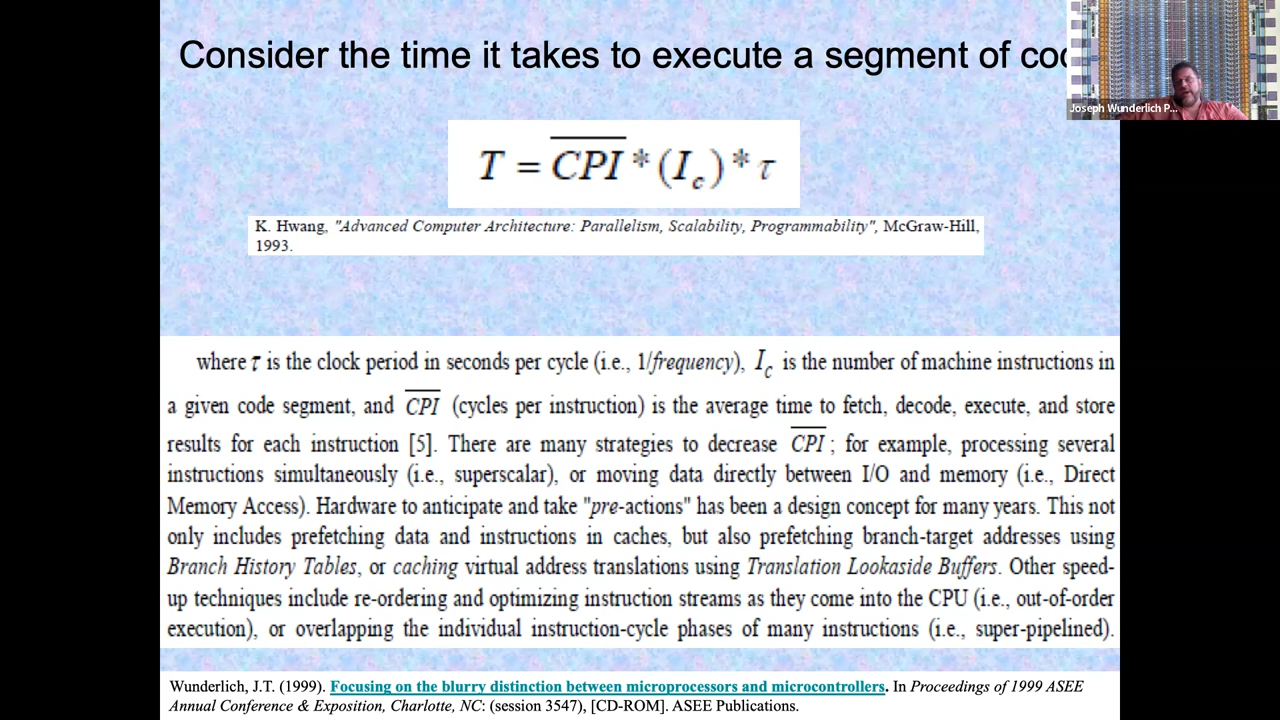 Consider the time it takes to execute a segment of
Joseph Wunderlich P...
T = CPI * (I_c) * τ
K. Hwang, "Advanced Computer Architecture: Parallelism, Scalability, Programmability", McGraw-Hill,
1993.
where τ is the clock period in seconds per cycle (i.e., 1/frequency), I_c is the number of machine instructions in
a given code segment, and CPI (cycles per instruction) is the average time to fetch, decode, execute, and store
results for each instruction [5]. There are many strategies to decrease CPI; for example, processing several
instructions simultaneously (i.e., superscalar), or moving data directly between I/O and memory (i.e., Direct
Memory Access). Hardware to anticipate and take "pre-actions" has been a design concept for many years. This not
only includes prefetching data and instructions in caches, but also prefetching branch-target addresses using
Branch History Tables, or caching virtual address translations using Translation Lookaside Buffers. Other speed-
up techniques include re-ordering and optimizing instruction streams as they come into the CPU (i.e., out-of-order
execution), or overlapping the individual instruction-cycle phases of many instructions (i.e., super-pipelined).
Wunderlich, J.T. (1999). Focusing on the blurry distinction between microprocessors and microcontrollers. In Proceedings of 1999 ASEE
Annual Conference & Exposition, Charlotte, NC: (session 3547), [CD-ROM]. ASEE Publications.